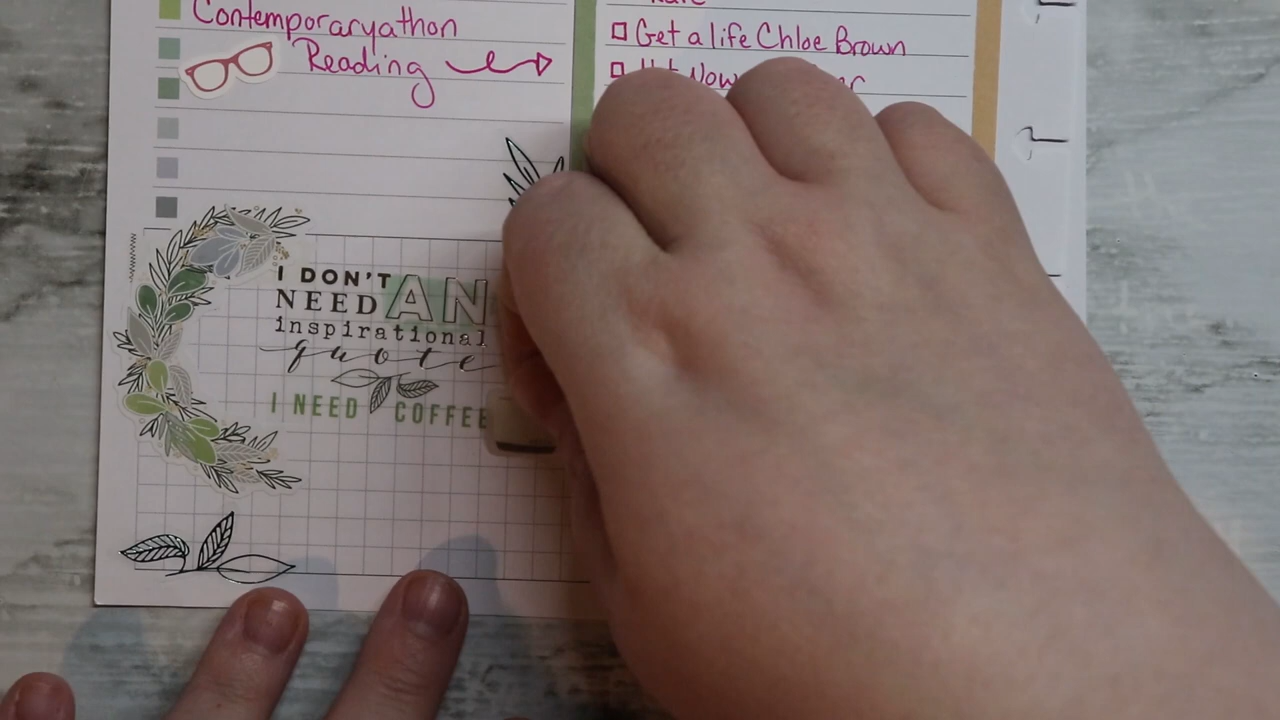 Contemporaryathon
Reading
Get a life Chloe Brown
I DON'T
NEED AN
inspirational
quote
I NEED COFFEE